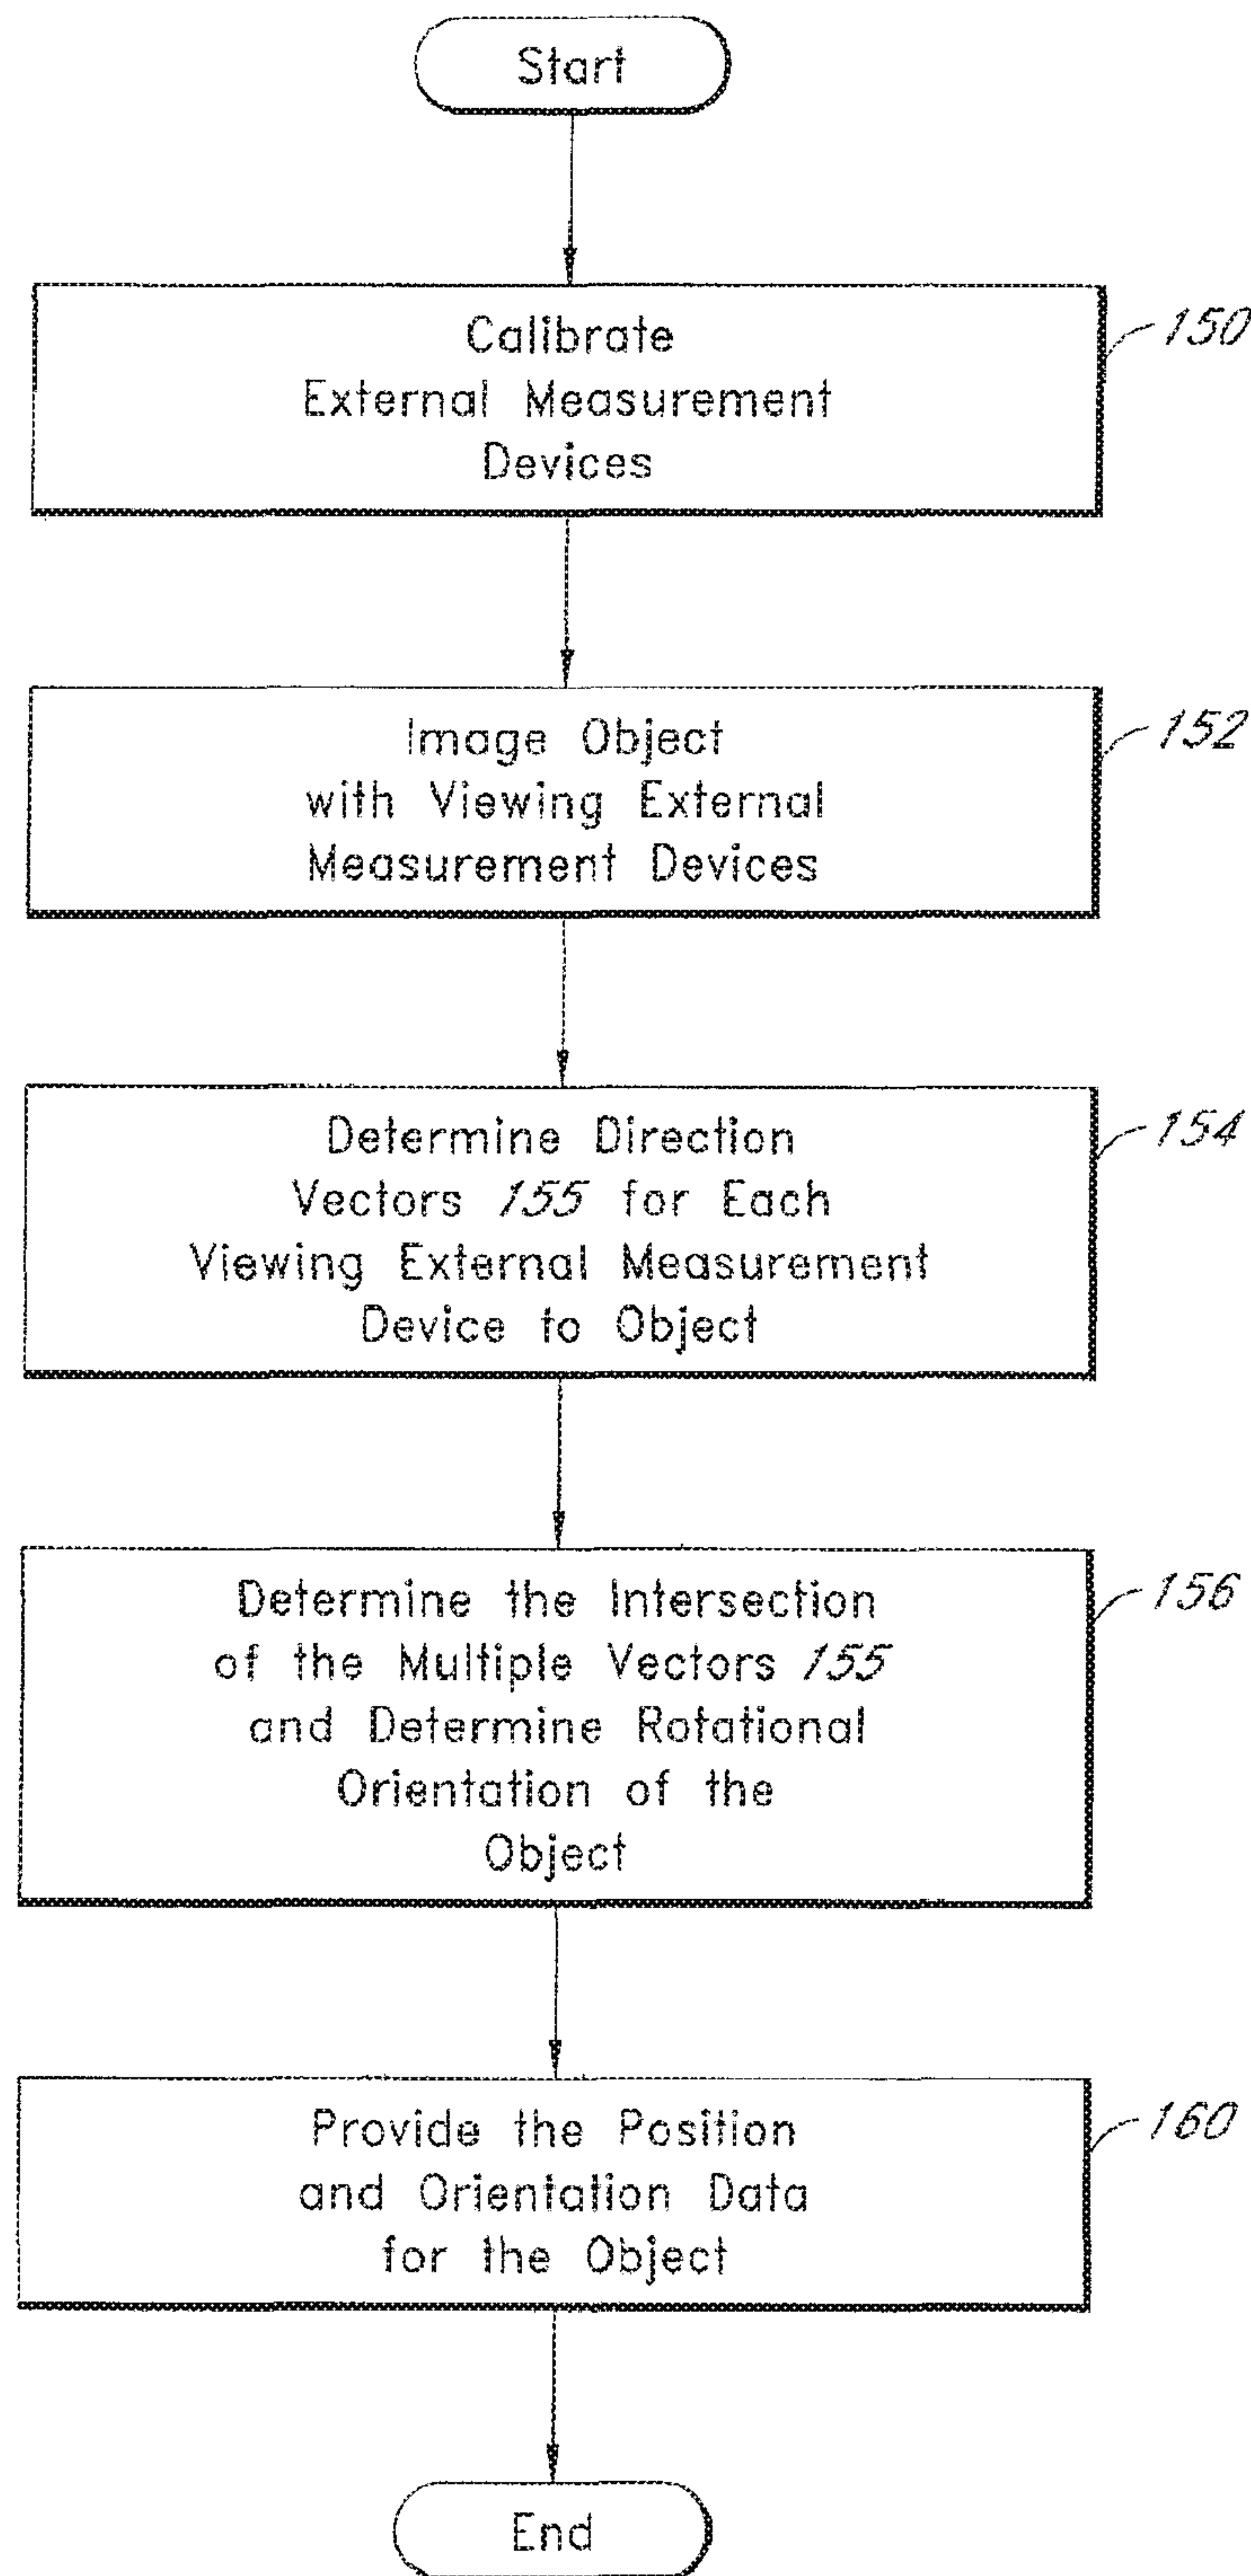 Start
Calibrate
External Measurement
Devices
150
Image Object
with Viewing External
Measurement Devices
152
Determine Direction
Vectors 155 for Each
Viewing External Measurement
Device to Object
154
Determine the Intersection
of the Multiple Vectors 155
and Determine Rotational
Orientation of the
Object
156
Provide the Position
and Orientation Data
for the Object
160
End